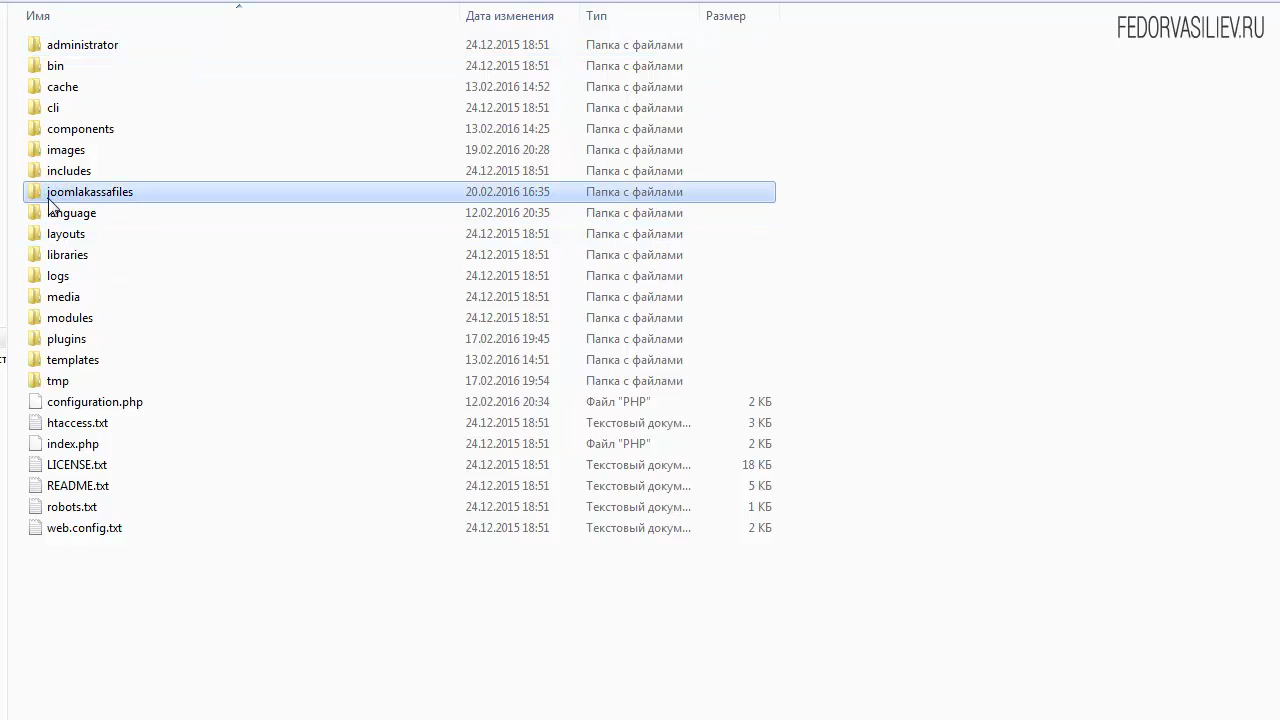 Имя Дата изменения Тип Размер
FEDORVASILIEV.RU
administrator 24.12.2015 18:51 Папка с файлами
bin 24.12.2015 18:51 Папка с файлами
cache 13.02.2016 14:52 Папка с файлами
cli 24.12.2015 18:51 Папка с файлами
components 13.02.2016 14:25 Папка с файлами
images 19.02.2016 20:28 Папка с файлами
includes 24.12.2015 18:51 Папка с файлами
joomlakassafiles 20.02.2016 16:35 Папка с файлами
language 12.02.2016 20:35 Папка с файлами
layouts 24.12.2015 18:51 Папка с файлами
libraries 24.12.2015 18:51 Папка с файлами
logs 24.12.2015 18:51 Папка с файлами
media 24.12.2015 18:51 Папка с файлами
modules 24.12.2015 18:51 Папка с файлами
plugins 17.02.2016 19:45 Папка с файлами
templates 13.02.2016 14:51 Папка с файлами
tmp 17.02.2016 19:54 Папка с файлами
configuration.php 12.02.2016 20:34 Файл "PHP" 2 КБ
htaccess.txt 24.12.2015 18:51 Текстовый докум... 3 КБ
index.php 24.12.2015 18:51 Файл "PHP" 2 КБ
LICENSE.txt 24.12.2015 18:51 Текстовый докум... 18 КБ
README.txt 24.12.2015 18:51 Текстовый докум... 5 КБ
robots.txt 24.12.2015 18:51 Текстовый докум... 1 КБ
web.config.txt 24.12.2015 18:51 Текстовый докум... 2 КБ